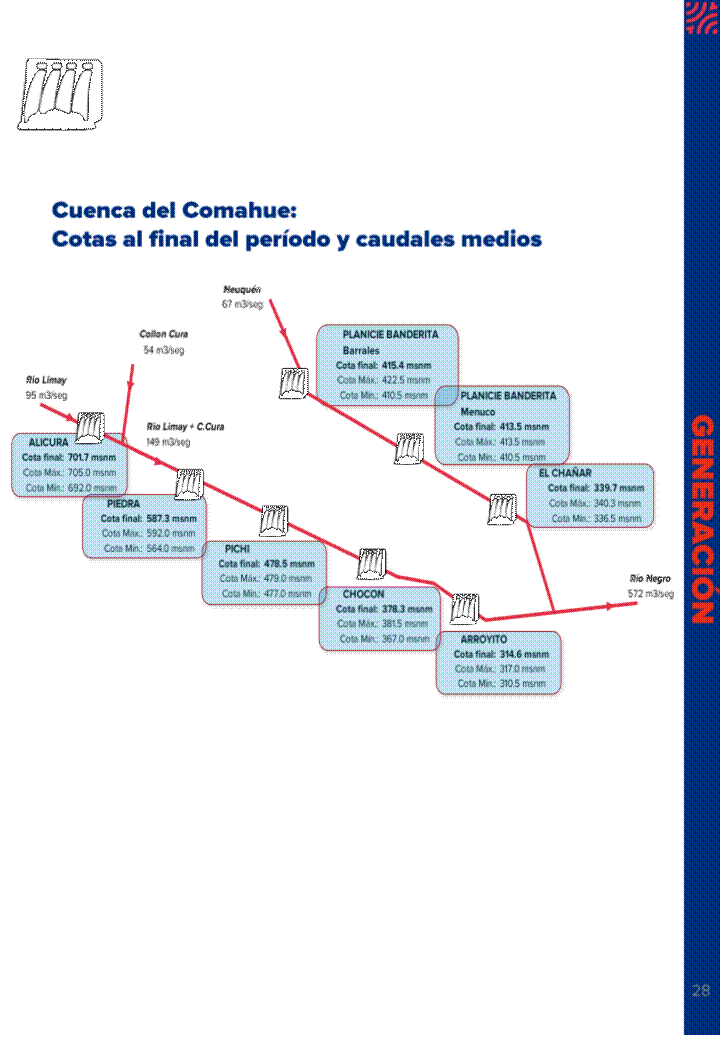 Cuenca del Comahue:
Cotas al final del período y caudales medios
Neuquén
67 m3/seg
Collon Cura
54 m3/seg
Rio Limay
95 m3/seg
Rio Limay + C.Cura
149 m3/seg
PLANICIE BANDERITA
Barrales
Cota final: 415.4 msnm
Cota Máx.: 422.5 msnm
Cota Mín.: 410.5 msnm
PLANICIE BANDERITA
Menuco
Cota final: 413.5 msnm
Cota Máx.: 413.5 msnm
Cota Mín.: 410.5 msnm
EL CHAÑAR
Cota final: 339.7 msnm
Cota Máx.: 340.3 msnm
Cota Mín.: 336.5 msnm
ALICURA
Cota final: 701.7 msnm
Cota Máx.: 705.0 msnm
Cota Mín.: 692.0 msnm
PIEDRA
Cota final: 587.3 msnm
Cota Máx.: 592.0 msnm
Cota Mín.: 564.0 msnm
PICHI
Cota final: 478.5 msnm
Cota Máx.: 479.0 msnm
Cota Mín.: 477.0 msnm
CHOCON
Cota final: 378.3 msnm
Cota Máx.: 381.5 msnm
Cota Mín.: 367.0 msnm
ARROYITO
Cota final: 314.6 msnm
Cota Máx.: 317.0 msnm
Cota Mín.: 310.5 msnm
Rio Negro
572 m3/seg
GENERACIÓN
28